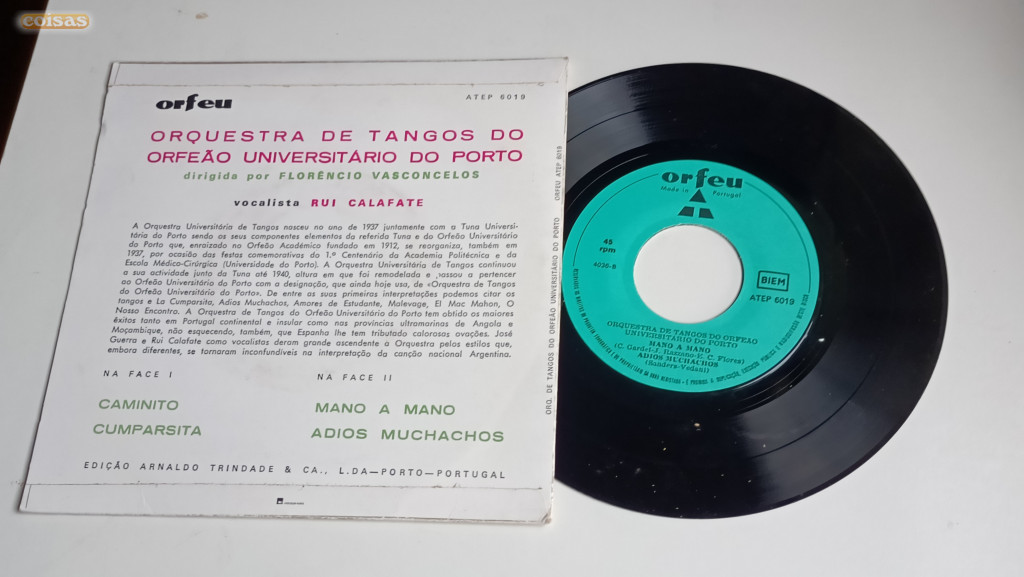 coisas
orfeu
ATEP 6019
ORQUESTRA DE TANGOS DO
ORFEÃO UNIVERSITÁRIO DO PORTO
dirigida por FLORÊNCIO VASCONCELOS
vocalista RUI CALAFATE
A Orquestra Universitária de Tangos nasceu no ano de 1937 juntamente com a Tuna Universi-
tária do Porto sendo os seus componentes elementos da referida Tuna e do Orfeão Universitário
do Porto que, enraizado no Orfeão Académico fundado em 1912, se reorganiza, também em
1937, por ocasião das festas comemorativas do 1.º Centenário da Academia Politécnica e da
Escola Médico-Cirúrgica (Universidade do Porto). A Orquestra Universitária de Tangos continuou
a sua actividade junto da Tuna até 1940, altura em que foi remodelada e passou a pertencer
ao Orfeão Universitário do Porto com a designação, que ainda hoje usa, de «Orquestra de Tangos
do Orfeão Universitário do Porto». De entre as suas primeiras interpretações podemos citar os
tangos e La Cumparsita, Adios Muchachos, Amores de Estudante, Malevage, El Mac Mahon, O
Nosso Encontro. A Orquestra de Tangos do Orfeão Universitário do Porto tem obtido os maiores
êxitos tanto em Portugal continental e insular como nas províncias ultramarinas de Angola e
Moçambique, não esquecendo, também, que Espanha lhe tem tributado calorosas ovações. José
Guerra e Rui Calafate como vocalistas deram grande ascendente à Orquestra pelos estilos que,
embora diferentes, se tornaram inconfundíveis na interpretação da canção nacional Argentina.
NA FACE I
NA FACE II
CAMINITO
MANO A MANO
CUMPARSITA
ADIOS MUCHACHOS
EDIÇÃO ARNALDO TRINDADE & CA., L.DA—PORTO—PORTUGAL
ORQ. DE TANGOS DO ORFEÃO UNIVERSITÁRIO DO PORTO ORFEU ATEP 6019
orfeu
Made in Portugal
45
rpm
4036-B
BIEM
ATEP 6019
ORQUESTRA DE TANGOS DO ORFEÃO
UNIVERSITÁRIO DO PORTO
MANO A MANO
(C. Gardel-J. Razzano-E. C. Flores)
ADIOS MUCHACHOS
(Sanders-Vedani)